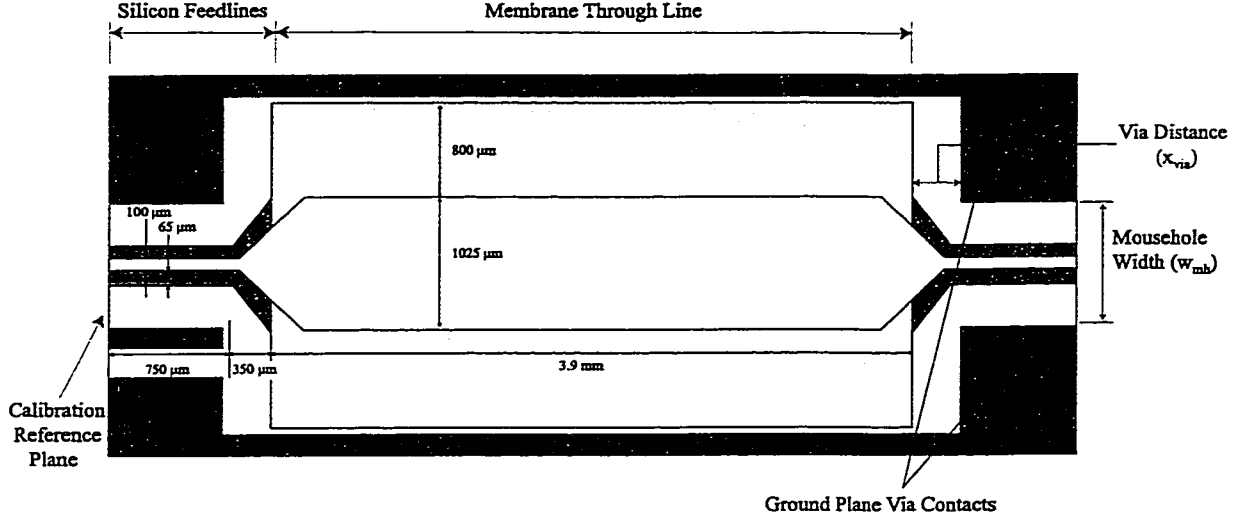 Silicon Feedlines
Membrane Through Line
800 μm
Via Distance
(x_via)
100 μm
65 μm
1025 μm
Mousehole
Width (w_mh)
750 μm
350 μm
3.9 mm
Calibration
Reference
Plane
Ground Plane Via Contacts